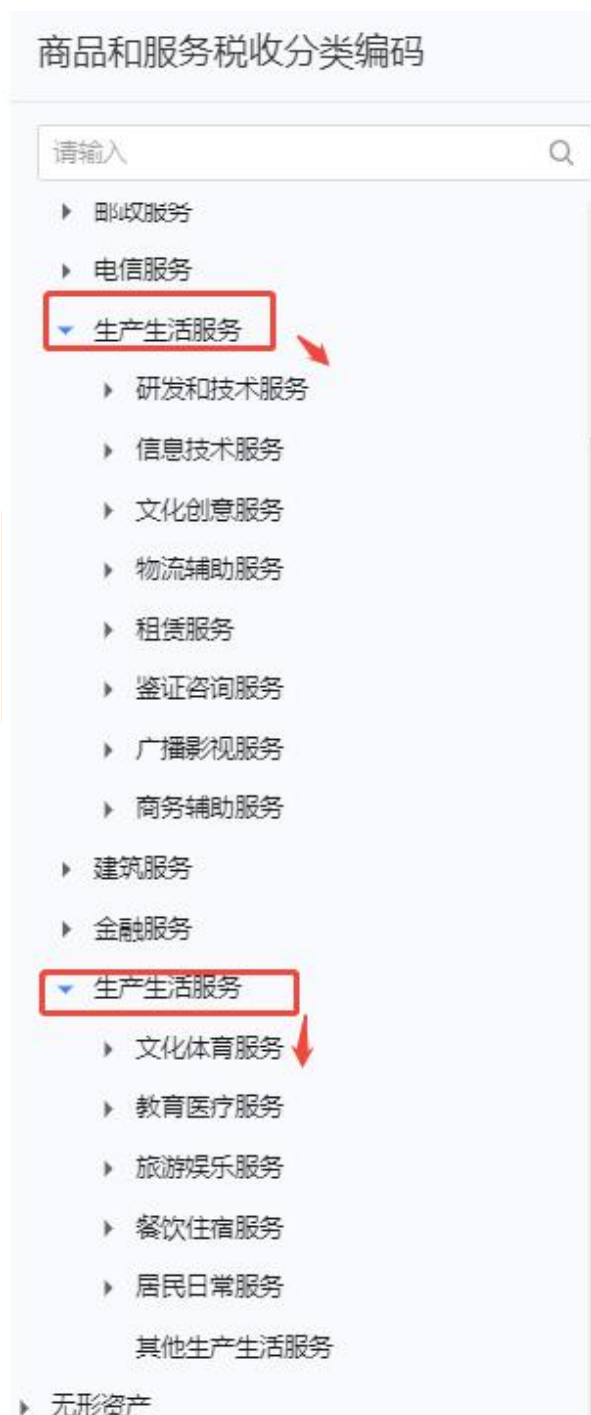 商品和服务税收分类编码
请输入
邮政服务
电信服务
生产生活服务
研发和技术服务
信息技术服务
文化创意服务
物流辅助服务
租赁服务
鉴证咨询服务
广播影视服务
商务辅助服务
建筑服务
金融服务
生产生活服务
文化体育服务
教育医疗服务
旅游娱乐服务
餐饮住宿服务
居民日常服务
其他生产生活服务
无形资产